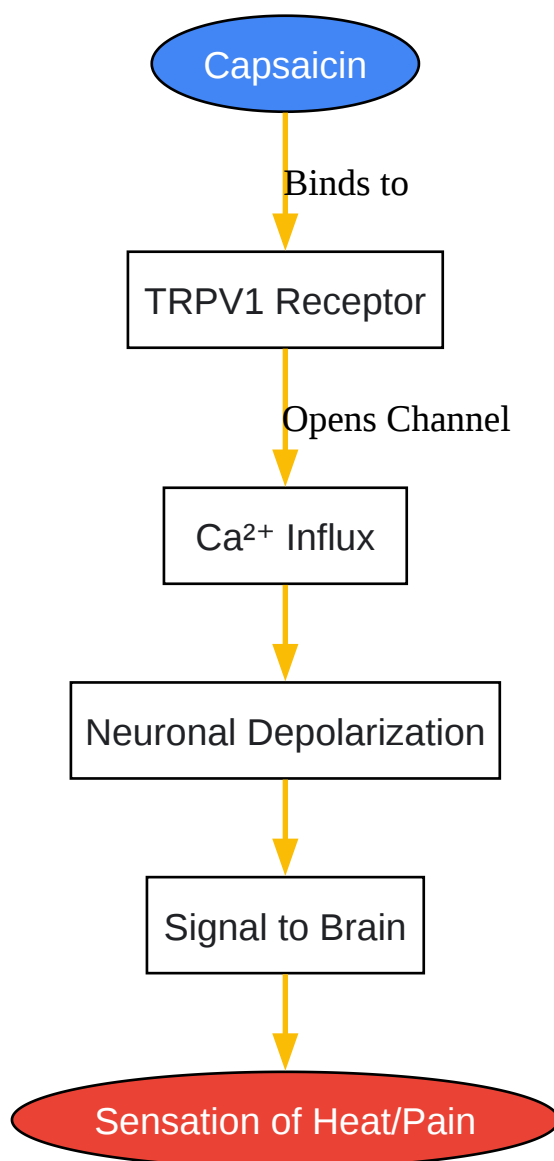 Capsaicin
Binds to
TRPV1 Receptor
Opens Channel
Ca²⁺ Influx
Neuronal Depolarization
Signal to Brain
Sensation of Heat/Pain